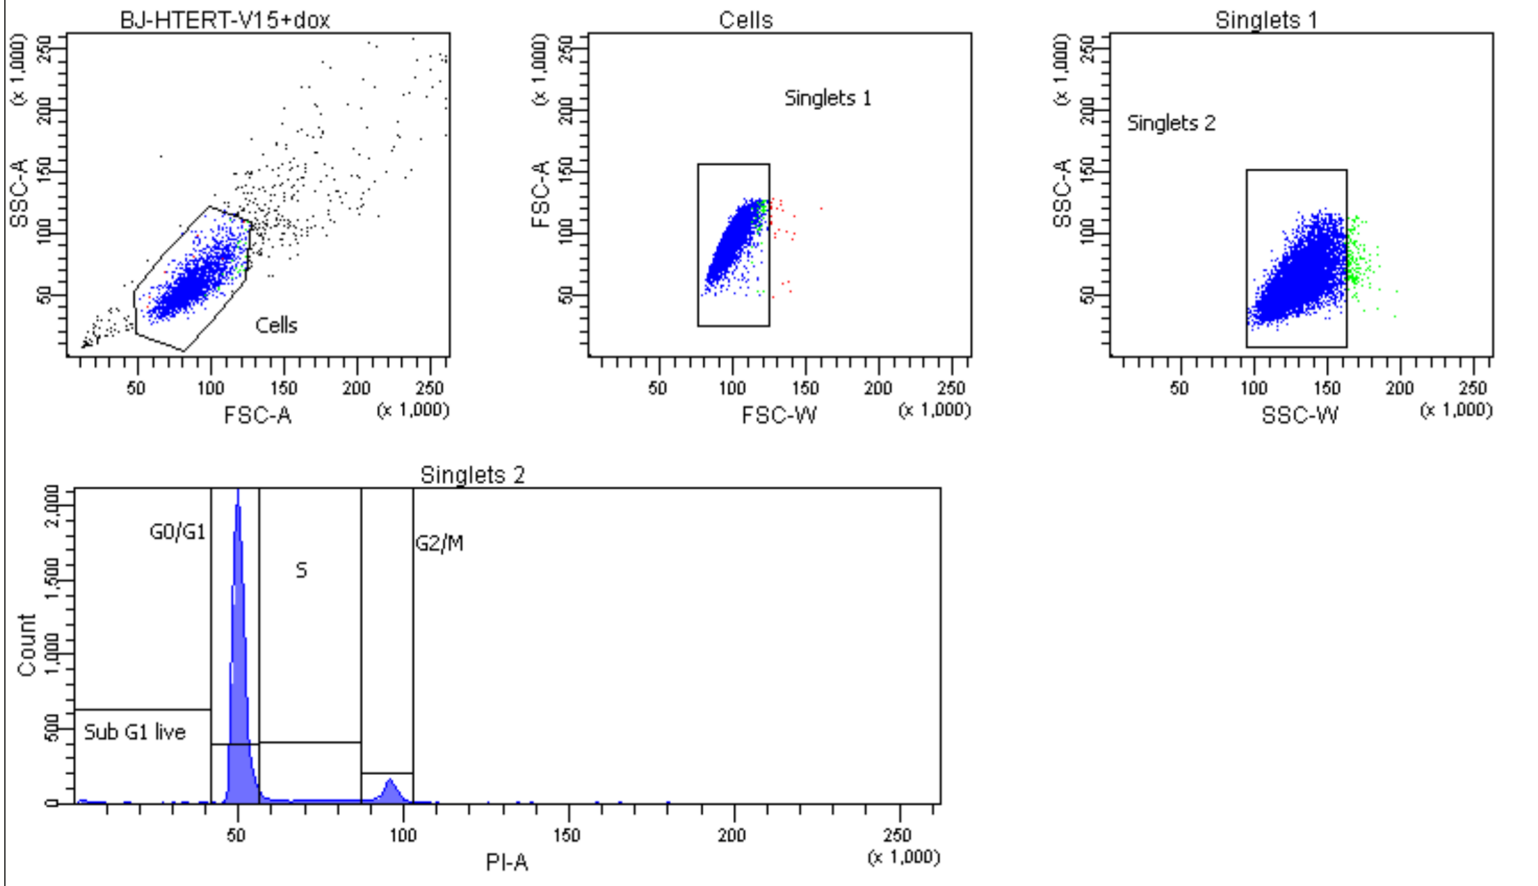 BJ-HTERT-V15+dox
SSC-A
(x 1,000)
50 100 150 200 250
Cells
50 100 150 200 250
FSC-A
(x 1,000)
Cells
FSC-A
(x 1,000)
50 100 150 200 250
Singlets 1
50 100 150 200 250
FSC-W
(x 1,000)
Singlets 1
SSC-A
(x 1,000)
50 100 150 200 250
Singlets 2
50 100 150 200 250
SSC-W
(x 1,000)
Singlets 2
Count
0 500 1,000 1,500 2,000
G0/G1
S
G2/M
Sub G1 live
50 100 150 200 250
PI-A
(x 1,000)